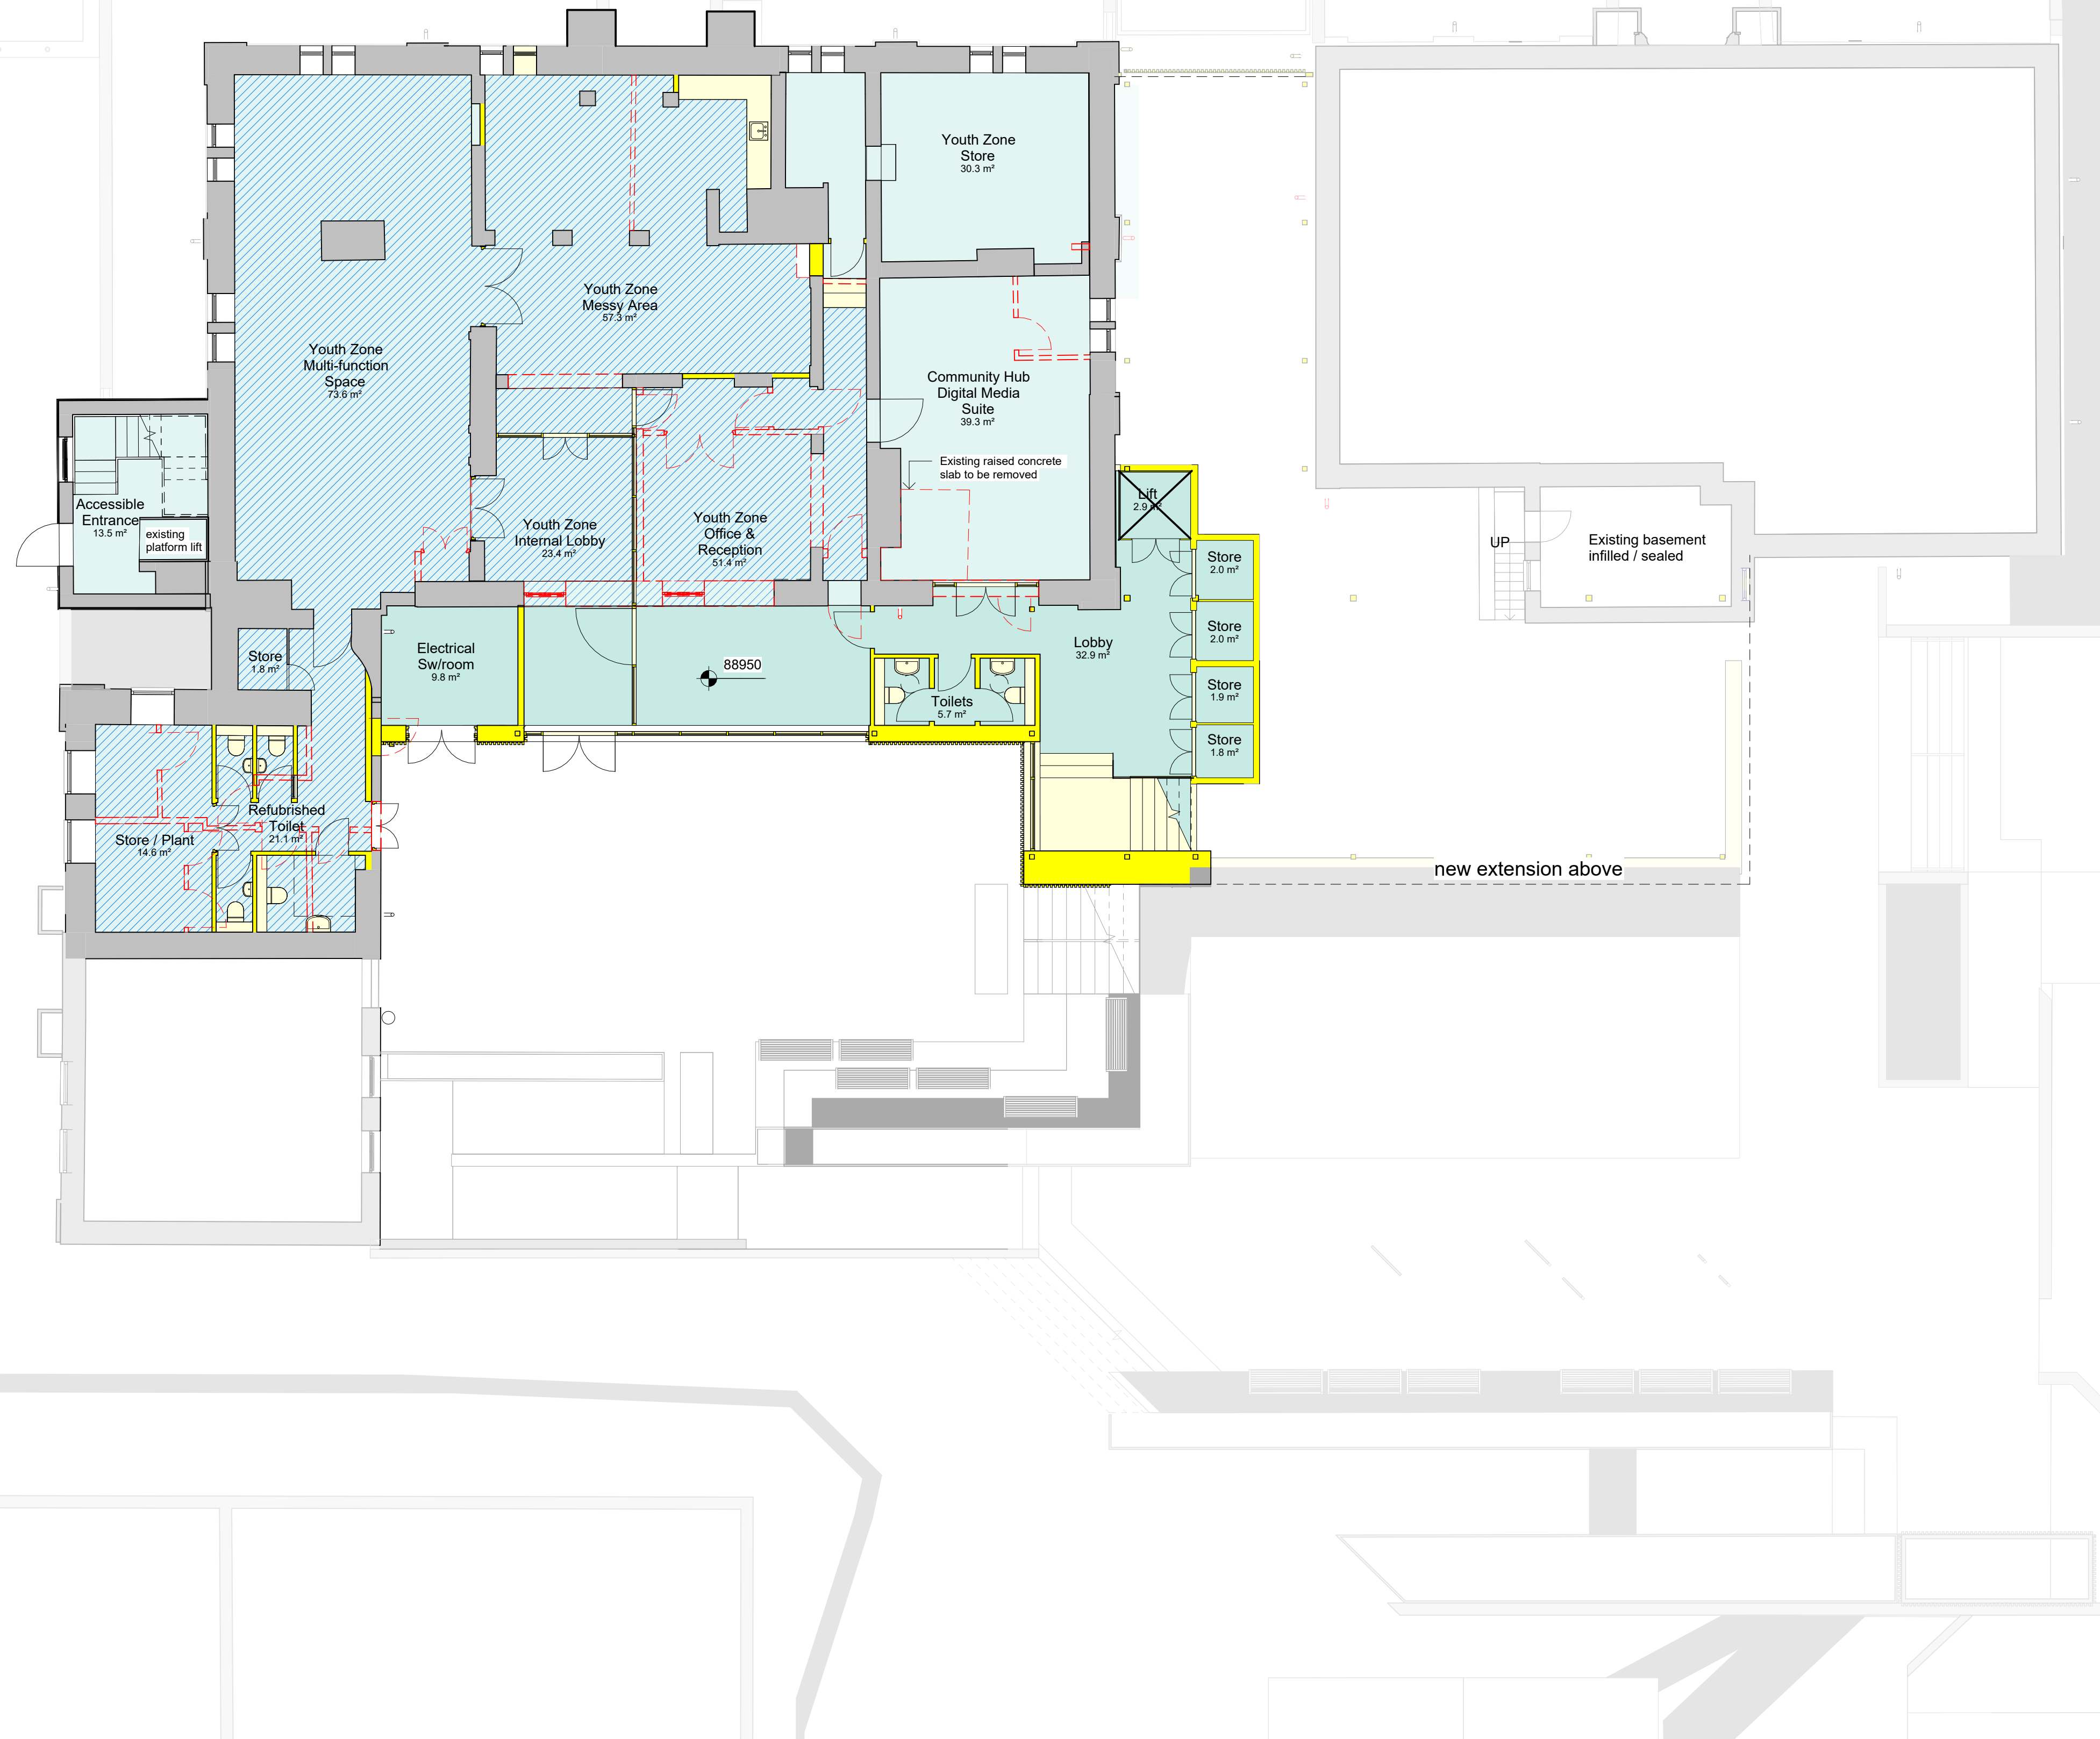 Youth Zone
Store
30.3 m²
Youth Zone
Messy Area
57.3 m²
Youth Zone
Multi-function
Space
73.6 m²
Community Hub
Digital Media
Suite
39.3 m²
Existing raised concrete
slab to be removed
Accessible
Entrance
13.5 m²
existing
platform lift
Youth Zone
Internal Lobby
23.4 m²
Youth Zone
Office &
Reception
51.4 m²
Lift
2.9 m²
Store
2.0 m²
UP
Existing basement
infilled / sealed
Store
2.0 m²
Lobby
32.9 m²
Electrical
Sw/room
9.8 m²
Store
1.8 m²
88950
Store
1.9 m²
Toilets
5.7 m²
Store
1.8 m²
Refubrished
Toilet
21.1 m²
Store / Plant
14.6 m²
new extension above